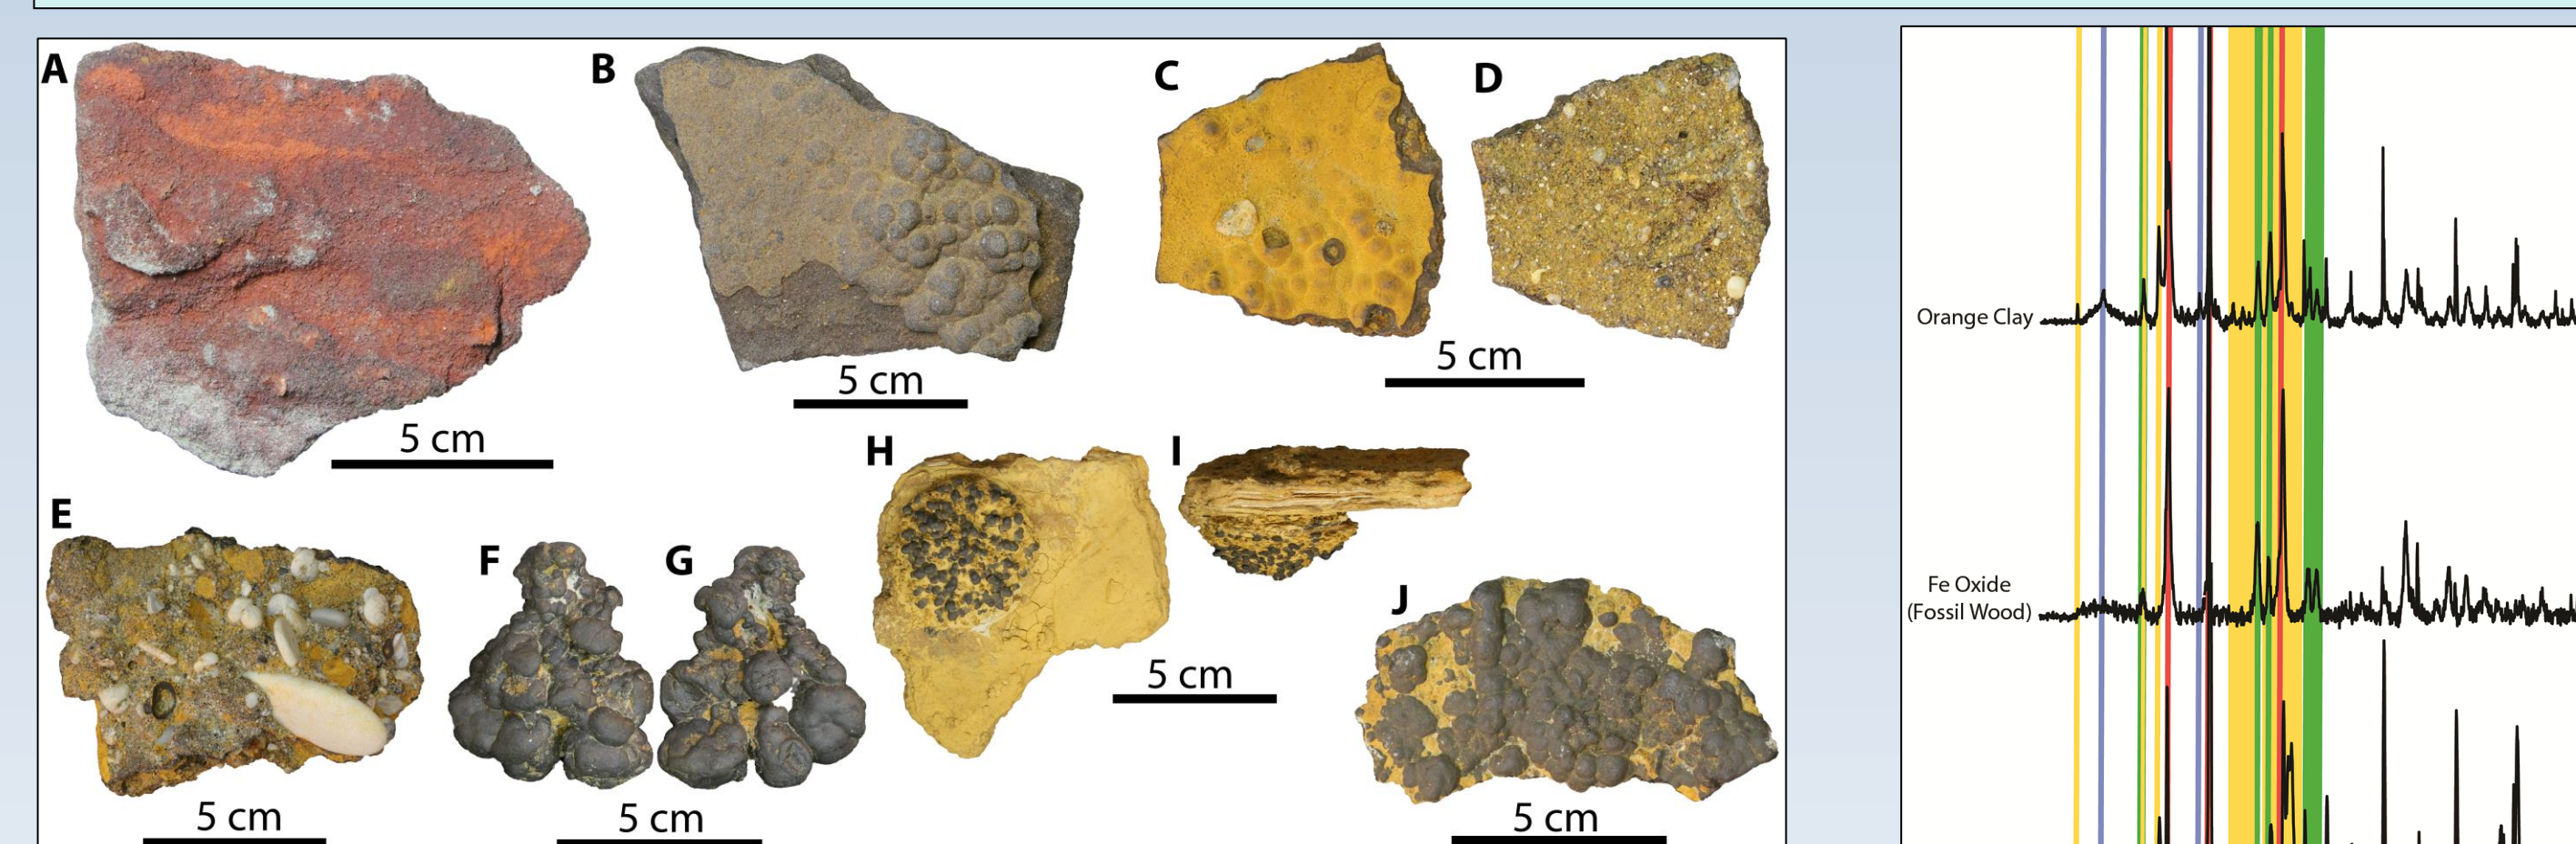 A
B
C
D
5 cm
5 cm
5 cm
H
I
E
F
G
J
5 cm
5 cm
5 cm
5 cm
Orange Clay
Fe Oxide
(Fossil Wood)